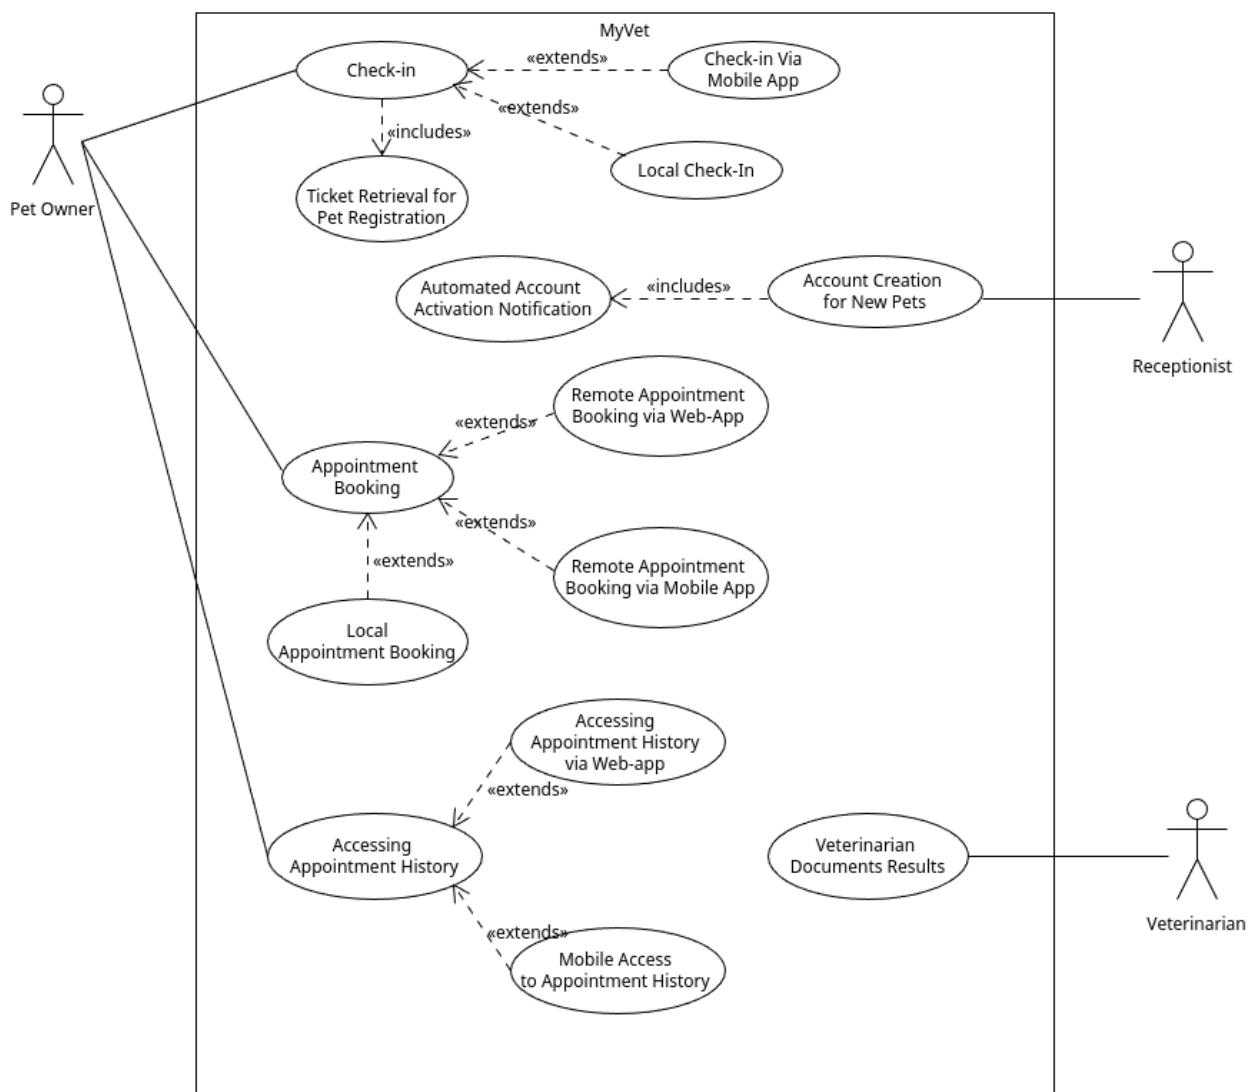 MyVet
Check-in
«extends»
Check-in Via
Mobile App
«extends»
«includes»
Local Check-In
Pet Owner
Ticket Retrieval for
Pet Registration
Automated Account
Activation Notification
«includes»
Account Creation
for New Pets
Receptionist
Remote Appointment
Booking via Web-App
«extends»
Appointment
Booking
«extends»
Remote Appointment
Booking via Mobile App
«extends»
Local
Appointment Booking
Accessing
Appointment History
via Web-app
«extends»
Accessing
Appointment History
Veterinarian
Documents Results
Veterinarian
«extends»
Mobile Access
to Appointment History